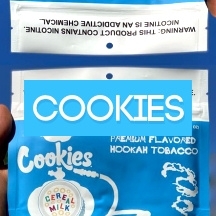 WARNING: THIS PRODUCT CONTAINS NICOTINE.
NICOTINE IS AN ADDICTIVE CHEMICAL.
COOKIES
PREMIUM FLAVORED
HOOKAH TOBACCO
Cookies
CEREAL
MILK